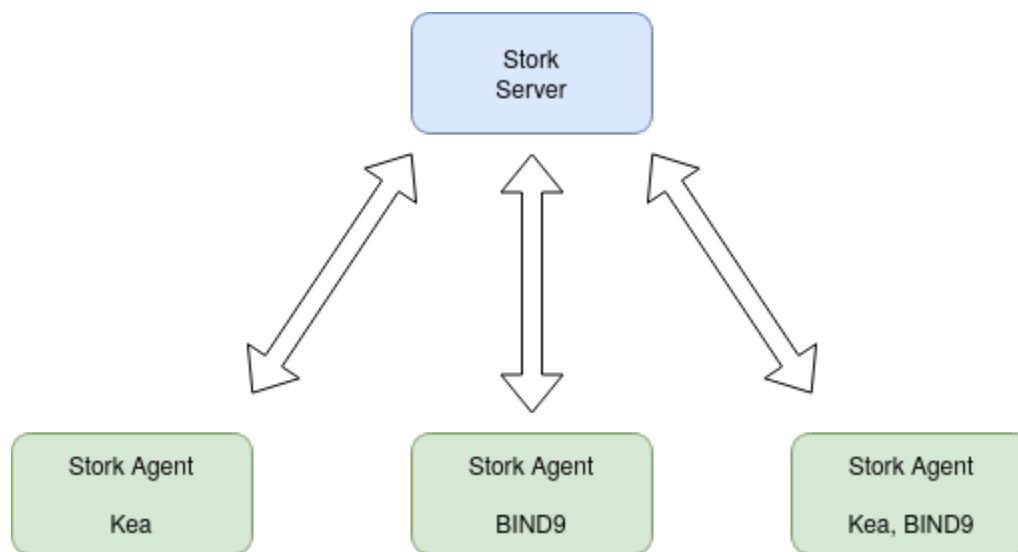 Stork
Server
Stork Agent
Kea
Stork Agent
BIND9
Stork Agent
Kea, BIND9